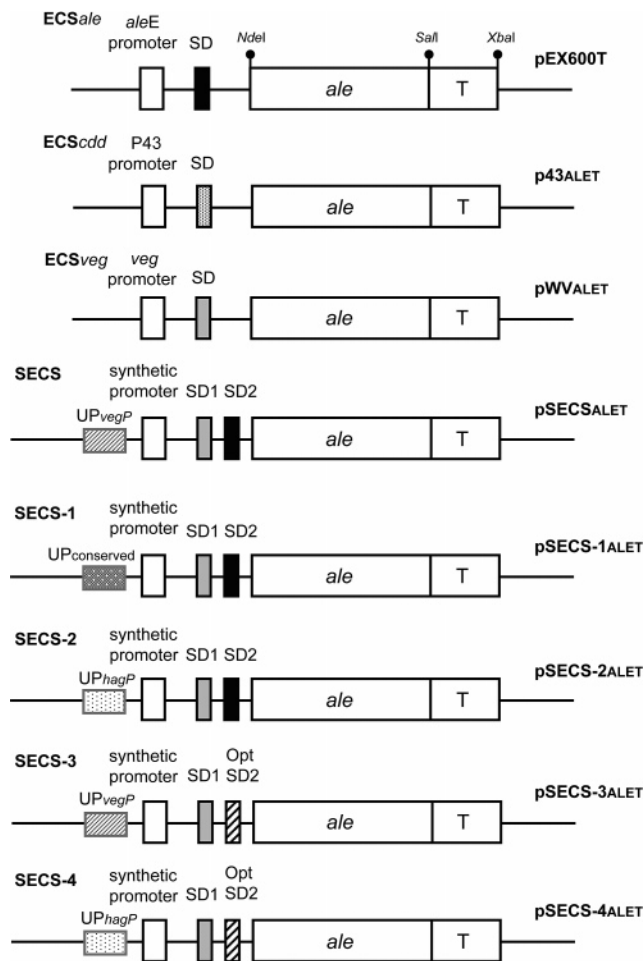 ECSale aleE
promoter SD NdeI SalI XbaI pEX600T
ale T
ECScdd P43
promoter SD p43ALET
ale T
ECSveg veg
promoter SD pWVALET
ale T
SECS synthetic
promoter SD1 SD2
UPvegP pSECSALET
ale T
SECS-1 synthetic
promoter SD1 SD2
UPconserved pSECS-1ALET
ale T
SECS-2 synthetic
promoter SD1 SD2
UPhagP pSECS-2ALET
ale T
SECS-3 synthetic Opt
promoter SD1 SD2
UPvegP pSECS-3ALET
ale T
SECS-4 synthetic Opt
promoter SD1 SD2
UPhagP pSECS-4ALET
ale T